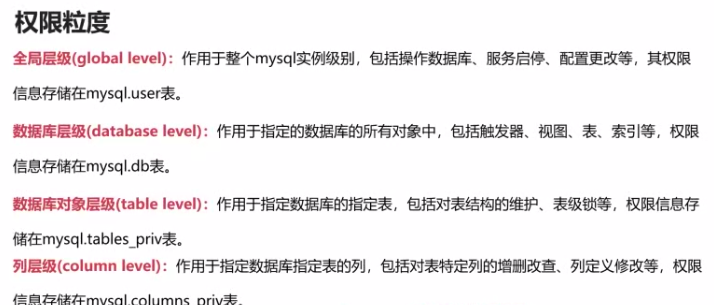 权限粒度
全局层级(global level)：作用于整个mysql实例级别，包括操作数据库、服务启停、配置更改等，其权限
信息存储在mysql.user表。
数据库层级(database level)：作用于指定的数据库的所有对象中，包括触发器、视图、表、索引等，权限
信息存储在mysql.db表。
数据库对象层级(table level)：作用于指定数据库的指定表，包括对表结构的维护、表级锁等，权限信息存
储在mysql.tables_priv表。
列层级(column level)：作用于指定数据库指定表的列，包括对表特定列的增删改查、列定义修改等，权限
信息存储在mysql.columns_priv表。